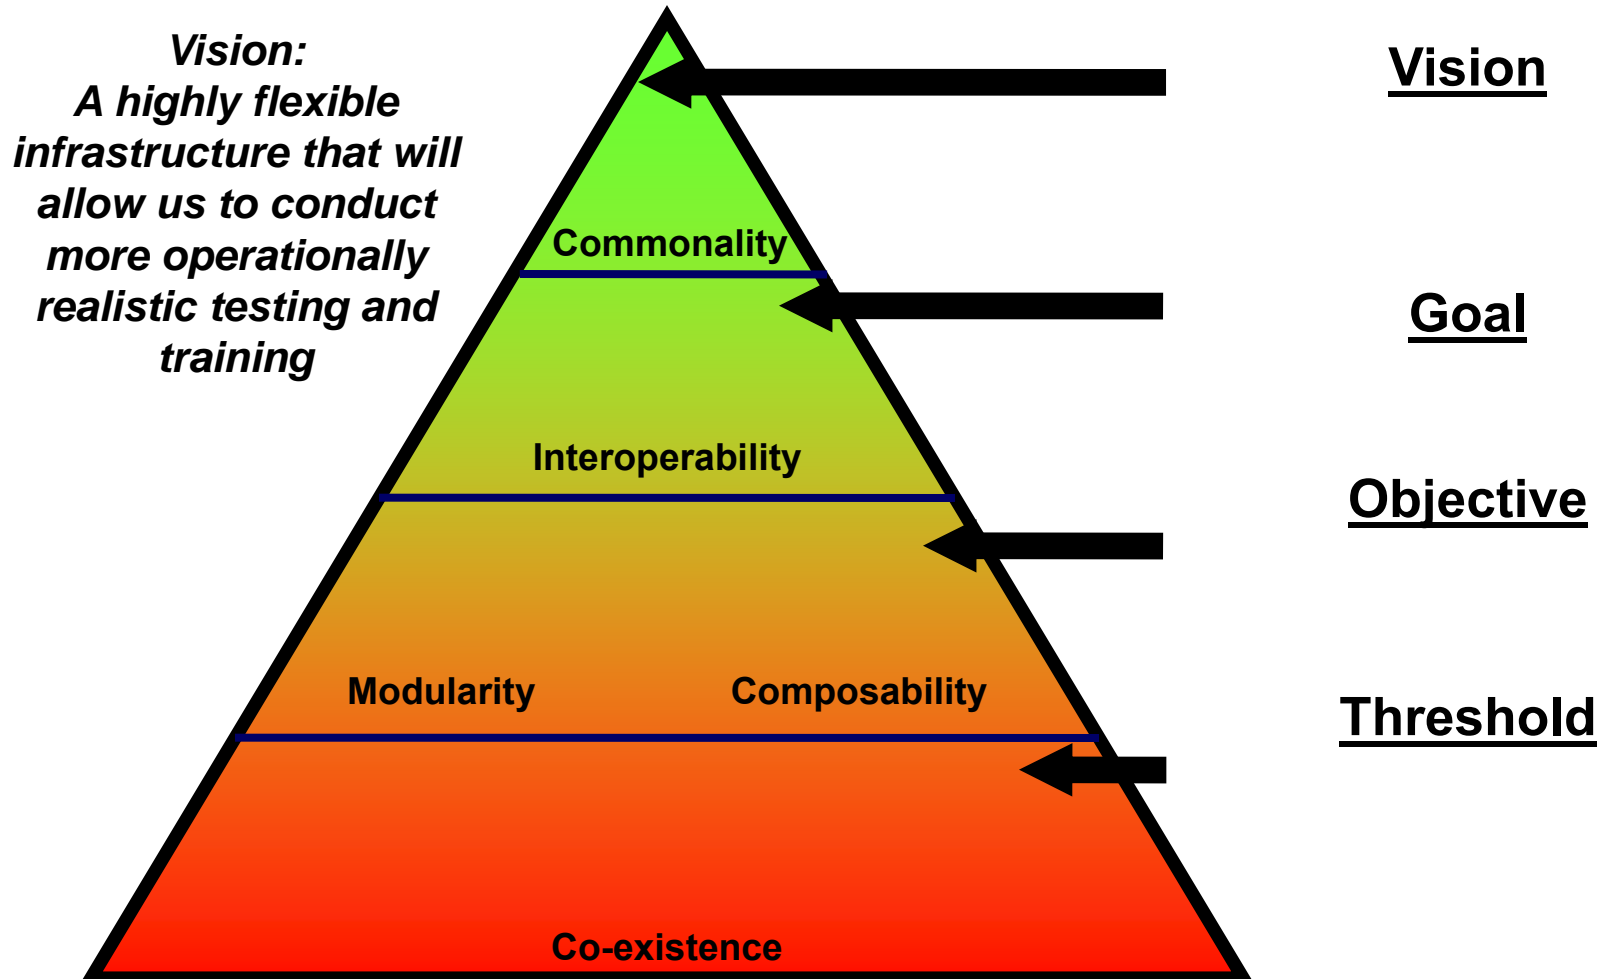 Vision:
A highly flexible
infrastructure that will
allow us to conduct
more operationally
realistic testing and
training
Vision
Commonality
Goal
Interoperability
Objective
Modularity Composability
Threshold
Co-existence